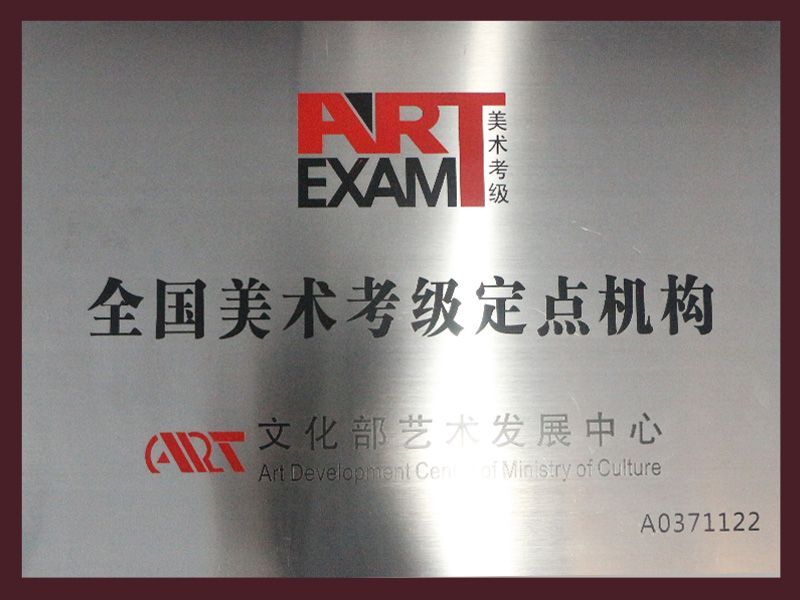 ART
EXAM
美术考级
全国美术考级定点机构
ART
文化部艺术发展中心
Art Development Center of Ministry of Culture
A0371122